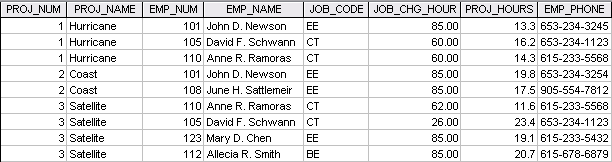 PROJ_NUM PROJ_NAME EMP_NUM EMP_NAME JOB_CODE JOB_CHG_HOUR PROJ_HOURS EMP_PHONE
1 Hurricane 101 John D. Newson EE 85.00 13.3 653-234-3245
1 Hurricane 105 David F. Schwann CT 60.00 16.2 653-234-1123
1 Hurricane 110 Anne R. Ramoras CT 60.00 14.3 615-233-5568
2 Coast 101 John D. Newson EE 85.00 19.8 653-234-3254
2 Coast 108 June H. Sattlemeir EE 85.00 17.5 905-554-7812
3 Satellite 110 Anne R. Ramoras CT 62.00 11.6 615-233-5568
3 Satellite 105 David F. Schwann CT 26.00 23.4 653-234-1123
3 Satellite 123 Mary D. Chen EE 85.00 19.1 615-233-5432
3 Satellite 112 Allecia R. Smith BE 85.00 20.7 615-678-6879